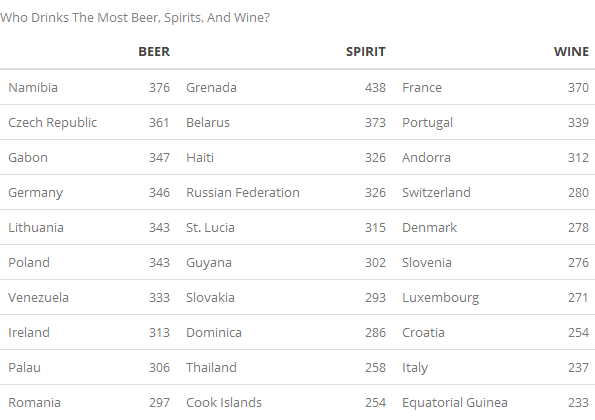 Who Drinks The Most Beer, Spirits, And Wine?
BEER SPIRIT WINE
Namibia 376 Grenada 438 France 370
Czech Republic 361 Belarus 373 Portugal 339
Gabon 347 Haiti 326 Andorra 312
Germany 346 Russian Federation 326 Switzerland 280
Lithuania 343 St. Lucia 315 Denmark 278
Poland 343 Guyana 302 Slovenia 276
Venezuela 333 Slovakia 293 Luxembourg 271
Ireland 313 Dominica 286 Croatia 254
Palau 306 Thailand 258 Italy 237
Romania 297 Cook Islands 254 Equatorial Guinea 233